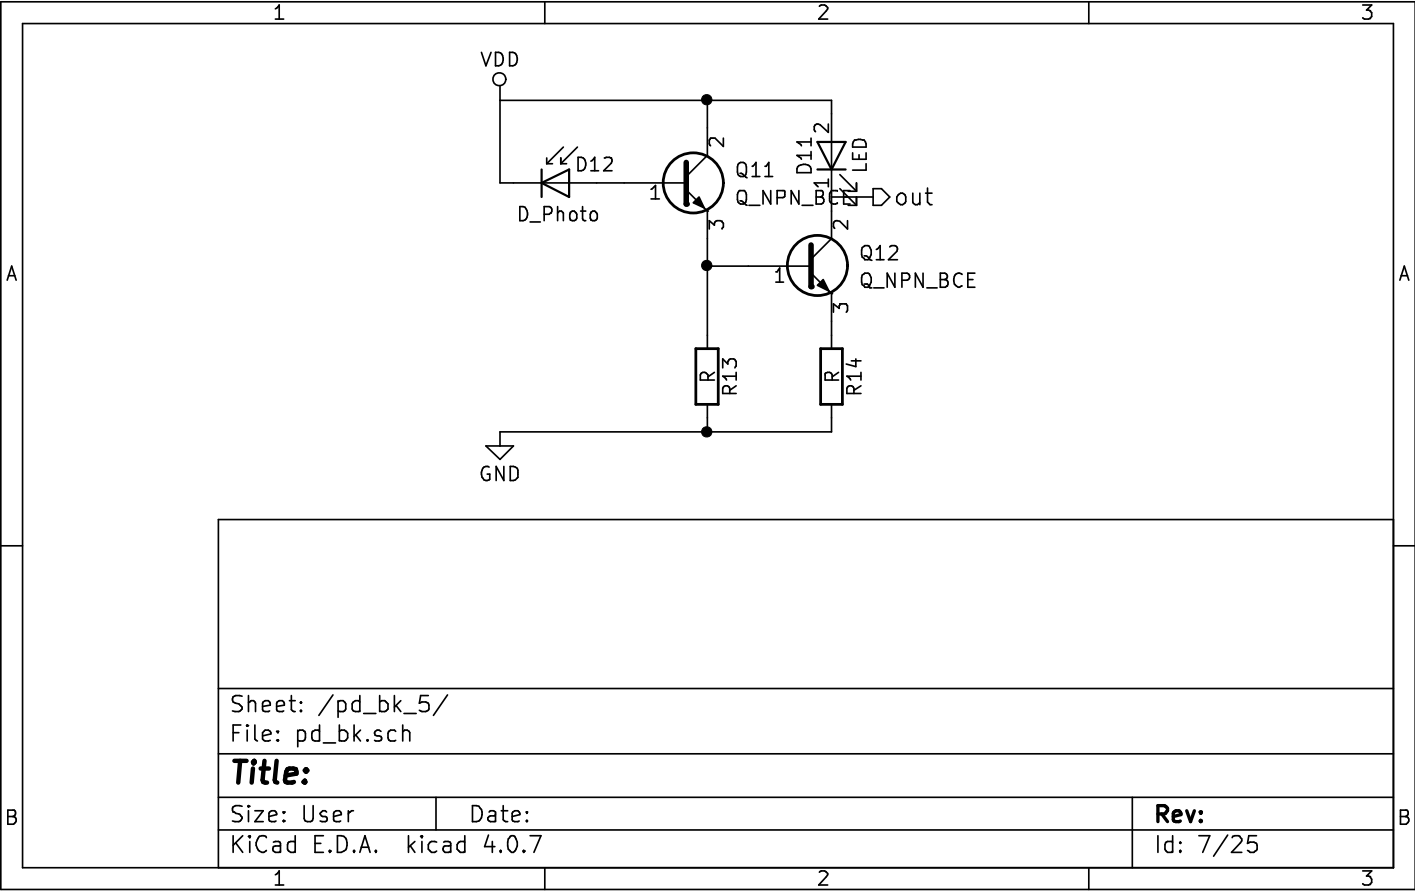 1 2 3
VDD
2
2
D11
LED
D12
Q11
1
1
Q_NPN_BCE
out
D_Photo
3
2
Q12
A
A
1
Q_NPN_BCE
3
R
R13
R
R14
GND
Sheet: /pd_bk_5/
File: pd_bk.sch
Title:
Size: User
Date:
Rev:
B
B
KiCad E.D.A. kicad 4.0.7
Id: 7/25
1 2 3